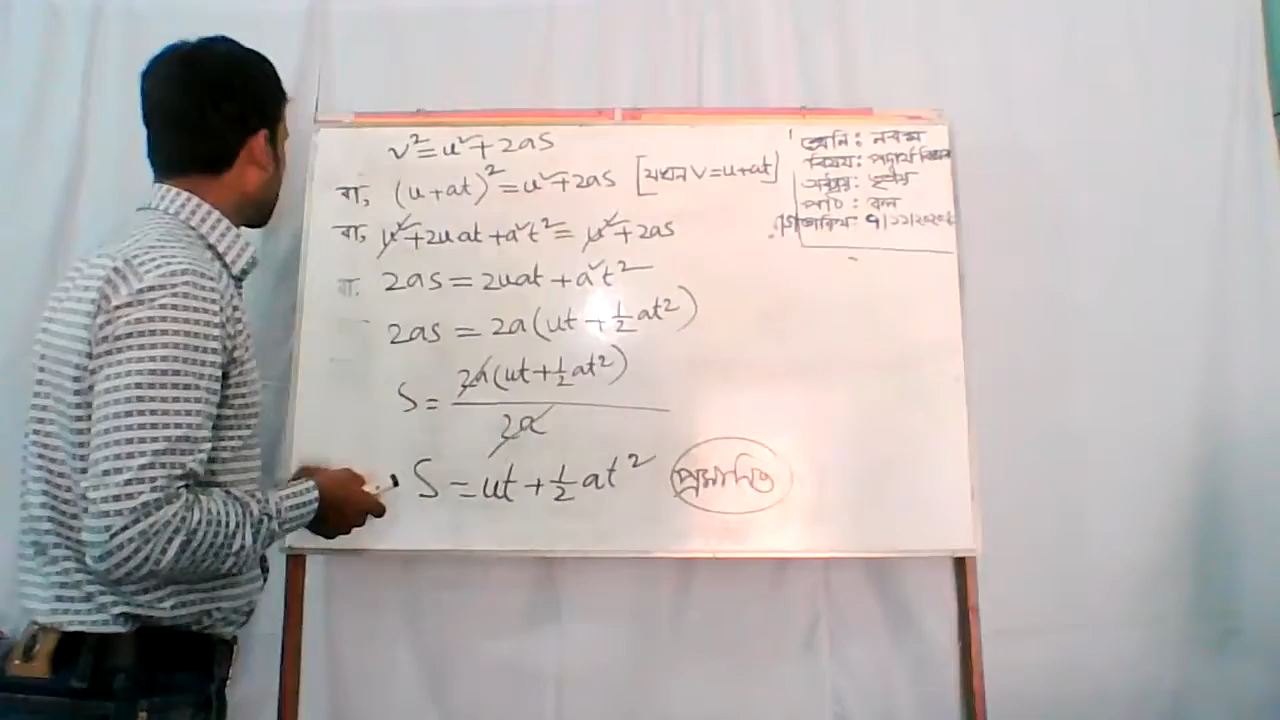 v²=u²+2as
বা, (u+at)²=u²+2as [যখন v=u+at]
বা, u²+2uat+a²t²=u²+2as
বা. 2as=2uat+a²t²
2as=2a(ut+½at²)
S=2a(ut+½at²)/2a
S=ut+½at² প্রমানিত
শ্রেনি: নবম
বিষয়: পদার্থ বিজ্ঞান
অধ্যায়: তৃতীয়
পাঠ: বল
তারিখ: